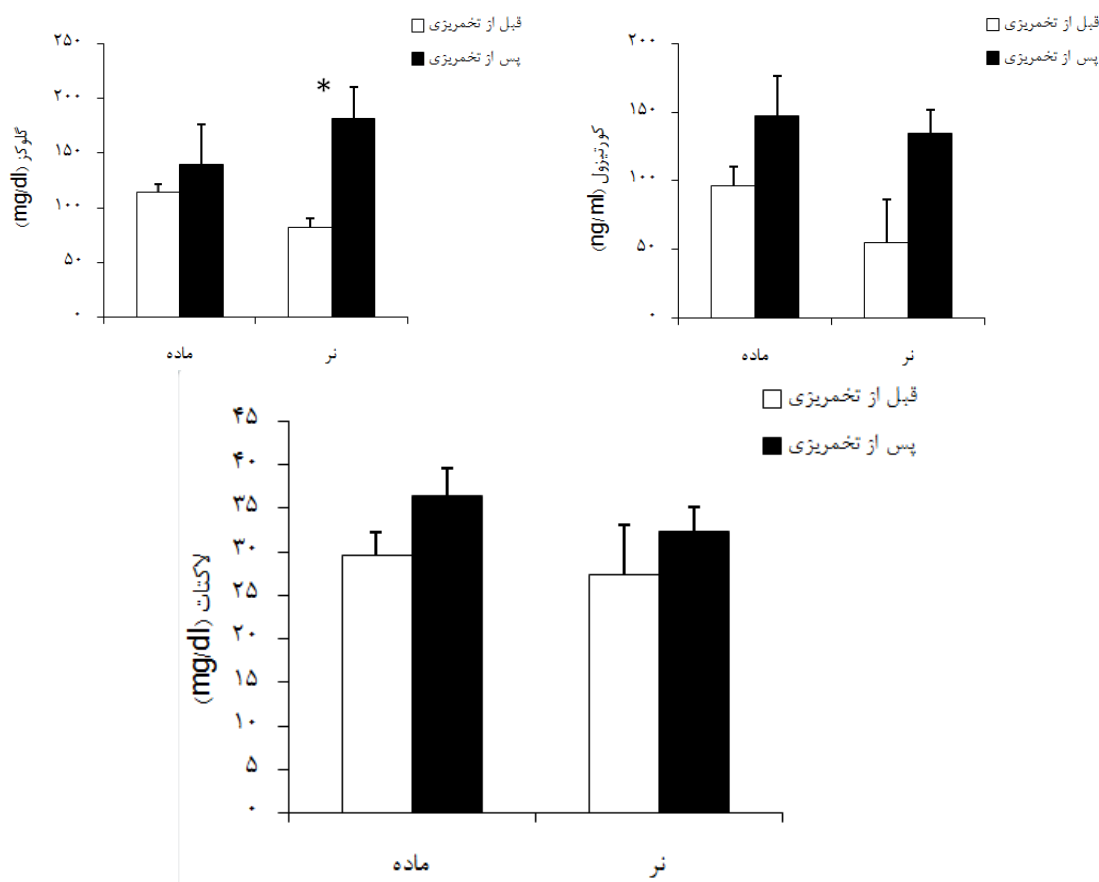 قبل از تخمریزی
پس از تخمریزی
گلوکز (mg/dl)
۲۵۰
۲۰۰
۱۵۰
۱۰۰
۵۰
۰
*
ماده
نر
قبل از تخمریزی
پس از تخمریزی
کورتیزول (ng/ml)
۲۰۰
۱۵۰
۱۰۰
۵۰
۰
ماده
نر
قبل از تخمریزی
پس از تخمریزی
لاکتات (mg/dl)
۴۵
۴۰
۳۵
۳۰
۲۵
۲۰
۱۵
۱۰
۵
۰
ماده
نر